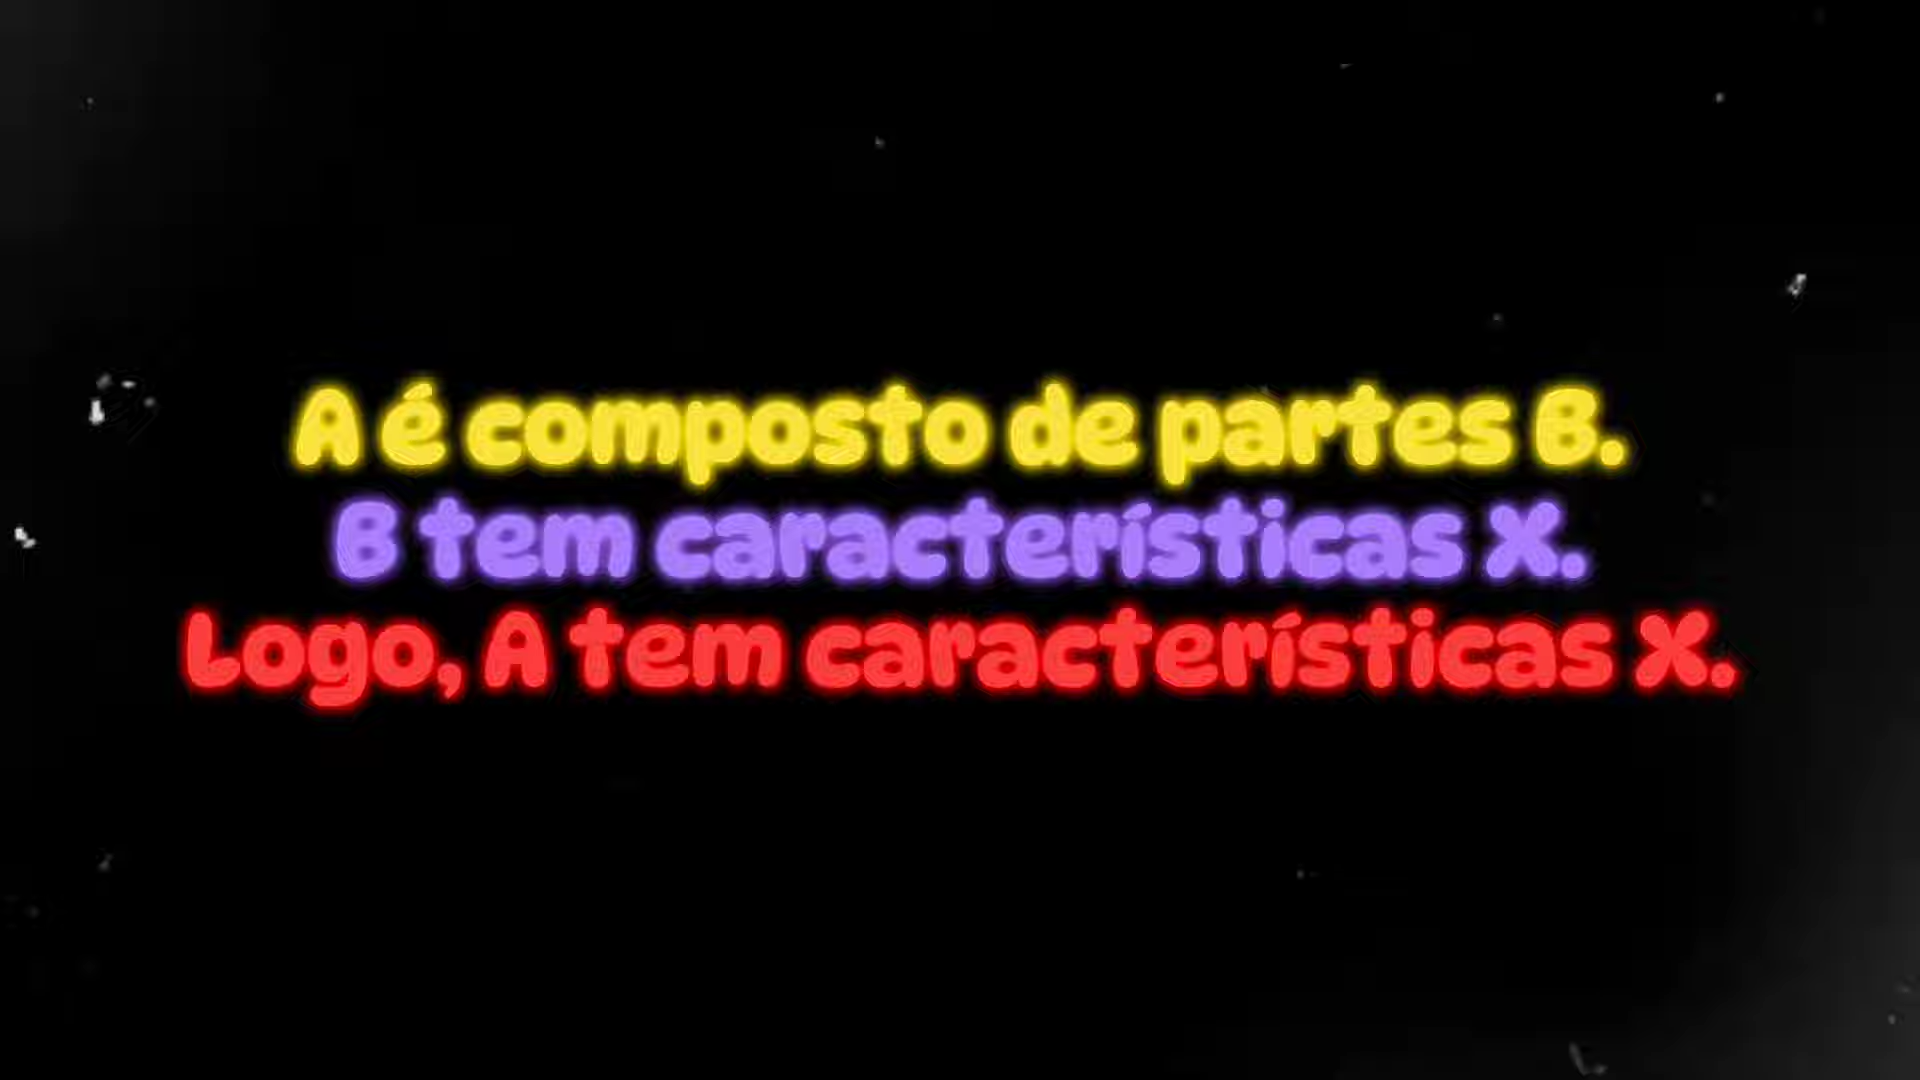 A é composto de partes B.
B tem características X.
Logo, A tem características X.